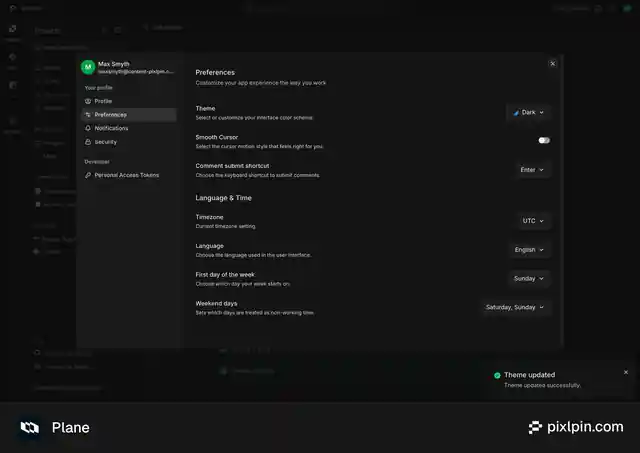 Max Smyth
Your profile
Profile
Preferences
Notifications
Security
Developer
Personal Access Tokens
Preferences
Customize your app experience the way you work
Theme
Select or customize your interface color scheme.
Dark
Smooth Cursor
Select the cursor motion style that feels right for you.
Comment submit shortcut
Choose the keyboard shortcut to submit comments.
Enter
Language & Time
Timezone
Current timezone setting.
UTC
Language
Choose the language used in the user interface.
English
First day of the week
Choose which day your week starts on.
Sunday
Weekend days
Sets which days are treated as non-working time.
Saturday, Sunday
Theme updated
Theme updated successfully.
Plane
pixlpin.com